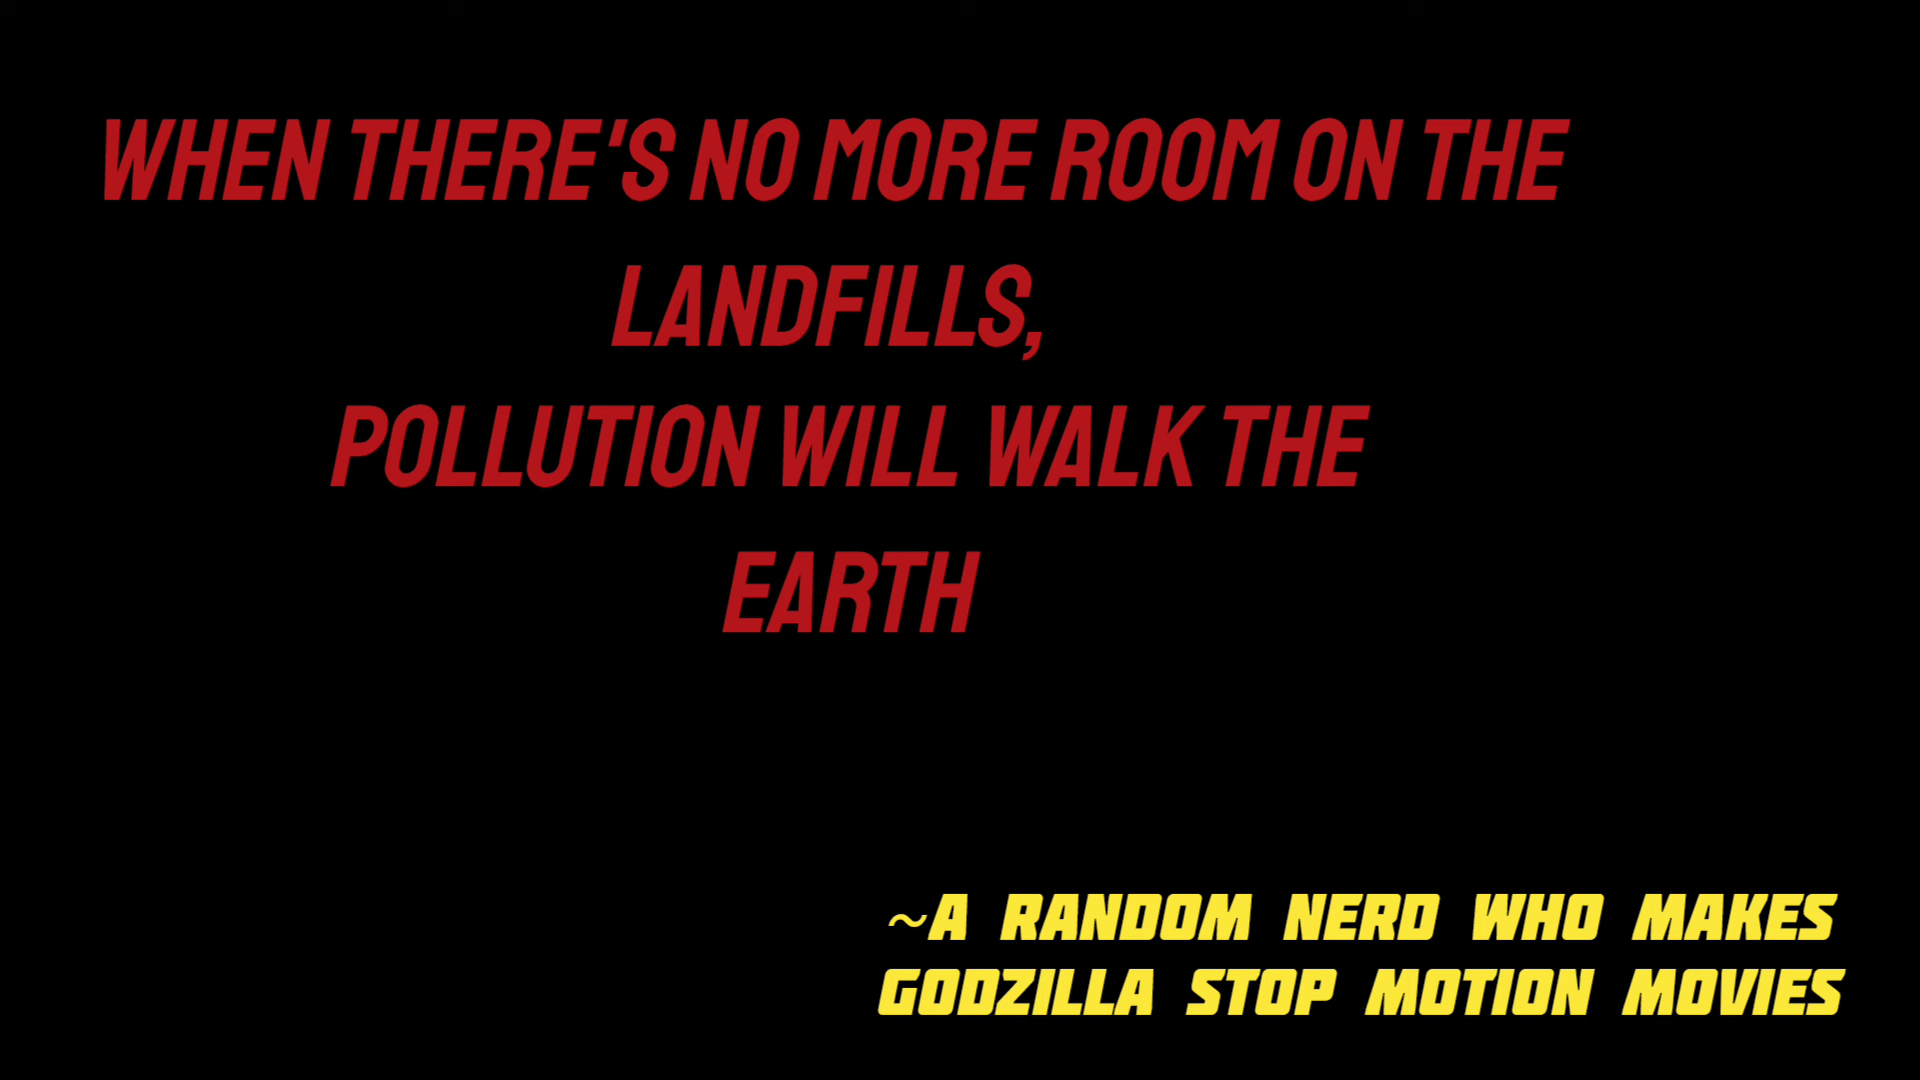 WHEN THERE'S NO MORE ROOM ON THE
LANDFILLS,
POLLUTION WILL WALK THE
EARTH
~A RANDOM NERD WHO MAKES
GODZILLA STOP MOTION MOVIES